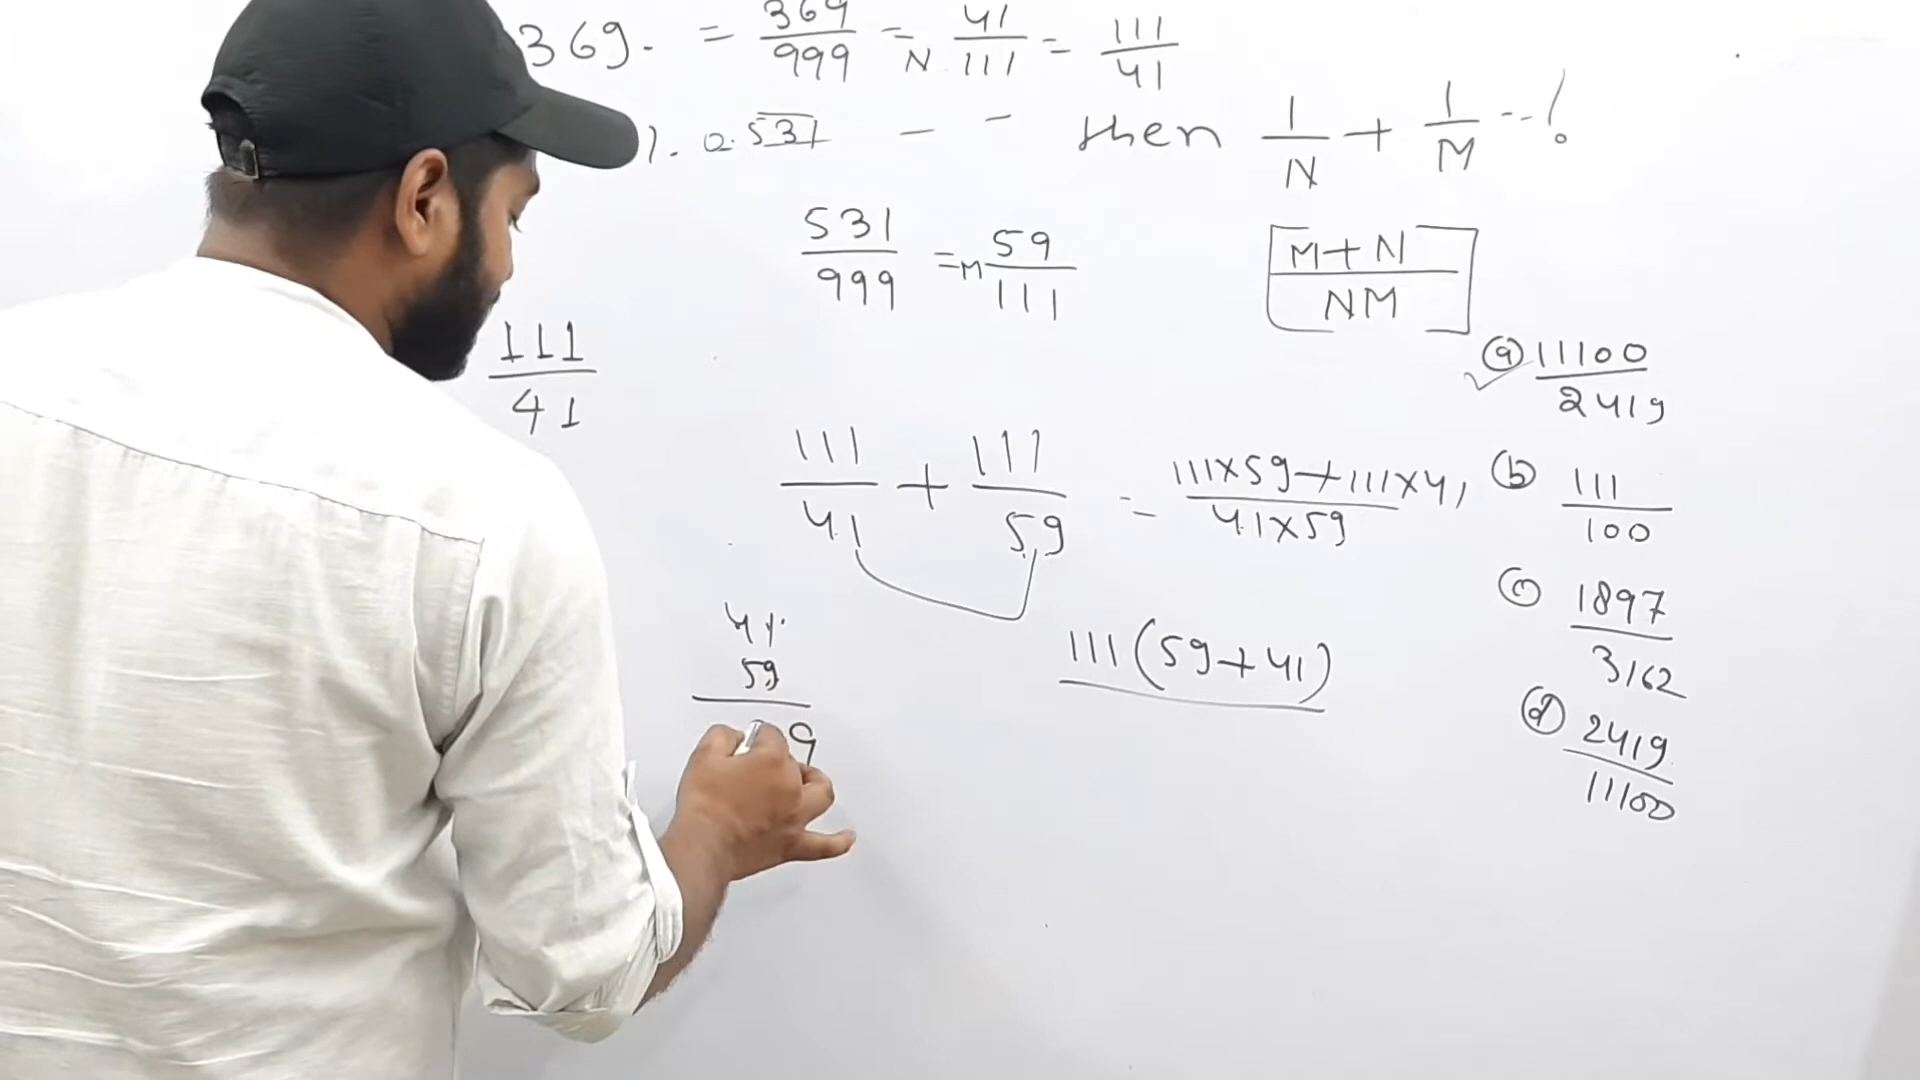 369. = 369/999 = N 41/111 = 111/41
1. 0.531 - - then 1/N + 1/M --?
531/999 = M 59/111
M+N/NM
111/41
ⓐ 11100/2419
111/41 + 111/59 = 111×59+111×41/41×59
ⓑ 111/100
ⓒ 1897/3162
41
59
9
111(59+41)
ⓓ 2419/11100